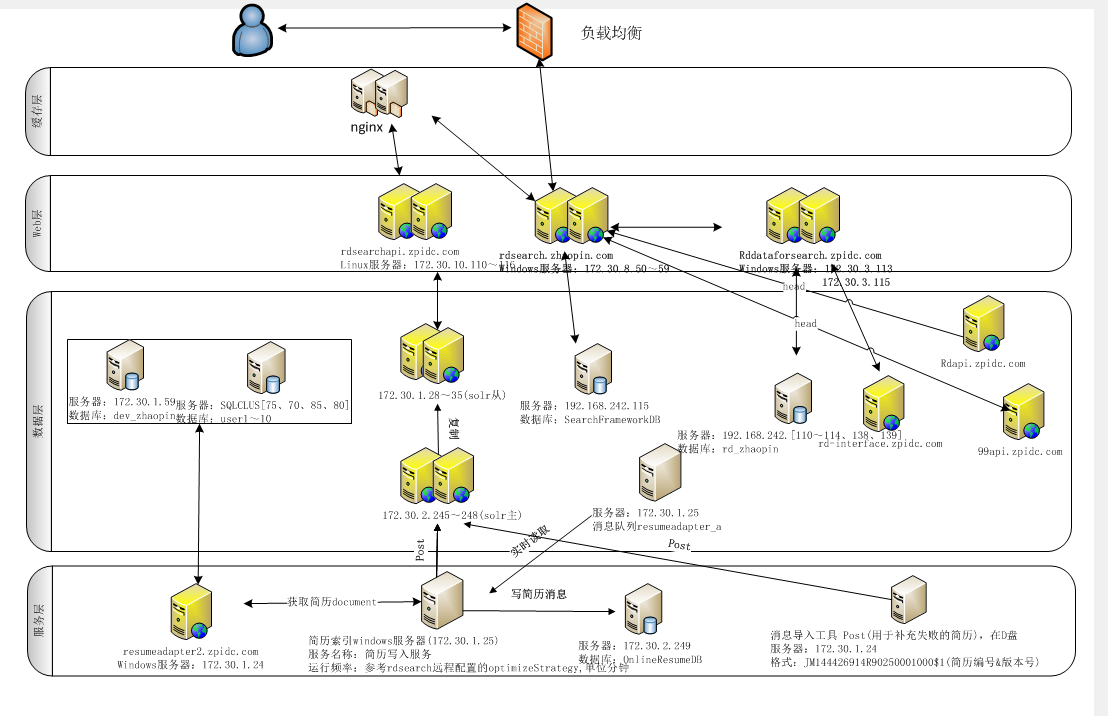 负载均衡
缓存层
nginx
Web层
rdsearchapi.zpidc.com
Linux服务器: 172.30.10.110～116
rdsearch.zhaopin.com
Windows服务器: 172.30.8.50～59
Rddataforsearch.zpidc.com
Windows服务器: 172.30.3.113
172.30.3.115
head
head
数据层
服务器: 172.30.1.59
数据库: dev_zhaopin
服务器: SQLCLUS[75、70、85、80]
数据库: user1～10
172.30.1.28～35(solr从)
复制
172.30.2.245～248(solr主)
服务器: 192.168.242.115
数据库: SearchFrameworkDB
服务器: 192.168.242.[110～114、138、139]
数据库: rd_zhaopin
rd-interface.zpidc.com
Rdapi.zpidc.com
99api.zpidc.com
服务器: 172.30.1.25
消息队列resumeadapter_a
实时读取
Post
Post
服务层
resumeadapter2.zpidc.com
Windows服务器: 172.30.1.24
获取简历document
简历索引windows服务器(172.30.1.25)
服务名称: 简历写入服务
运行频率: 参考rdsearch远程配置的optimizeStrategy,单位分钟
写简历消息
服务器: 172.30.2.249
数据库: OnlineResumeDB
消息导入工具 Post(用于补充失败的简历), 在D盘
服务器: 172.30.1.24
格式: JM144426914R90250001000$1(简历编号&版本号)